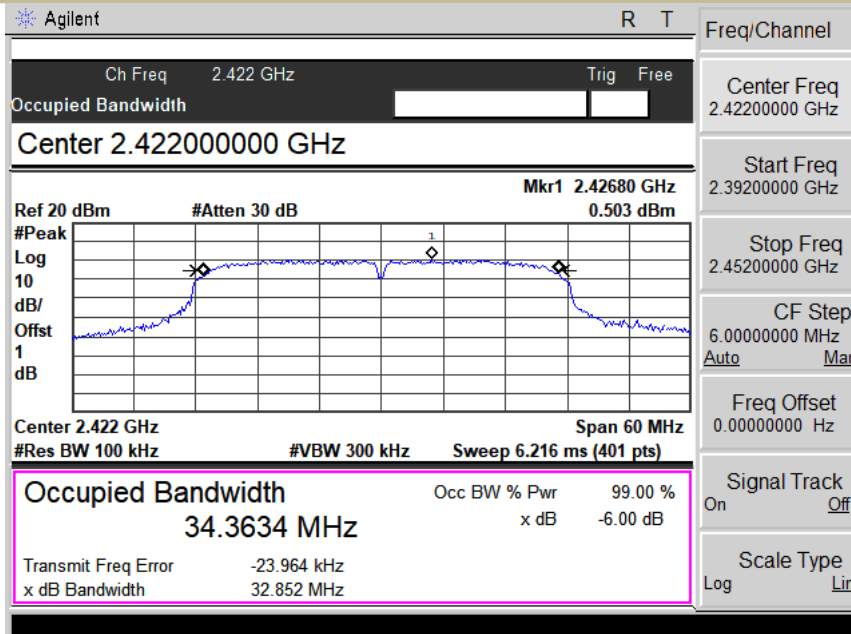 Agilent R T
Ch Freq 2.422 GHz Trig Free
Occupied Bandwidth
Center 2.422000000 GHz
Mkr1 2.42680 GHz
Ref 20 dBm #Atten 30 dB 0.503 dBm
#Peak
Log
10
dB/
Offst
1
dB
1
Center 2.422 GHz Span 60 MHz
#Res BW 100 kHz #VBW 300 kHz Sweep 6.216 ms (401 pts)
Occupied Bandwidth Occ BW % Pwr 99.00 %
34.3634 MHz x dB -6.00 dB
Transmit Freq Error -23.964 kHz
x dB Bandwidth 32.852 MHz
Freq/Channel
Center Freq
2.42200000 GHz
Start Freq
2.39200000 GHz
Stop Freq
2.45200000 GHz
CF Step
6.00000000 MHz
Auto Man
Freq Offset
0.00000000 Hz
Signal Track
On Off
Scale Type
Log Lin